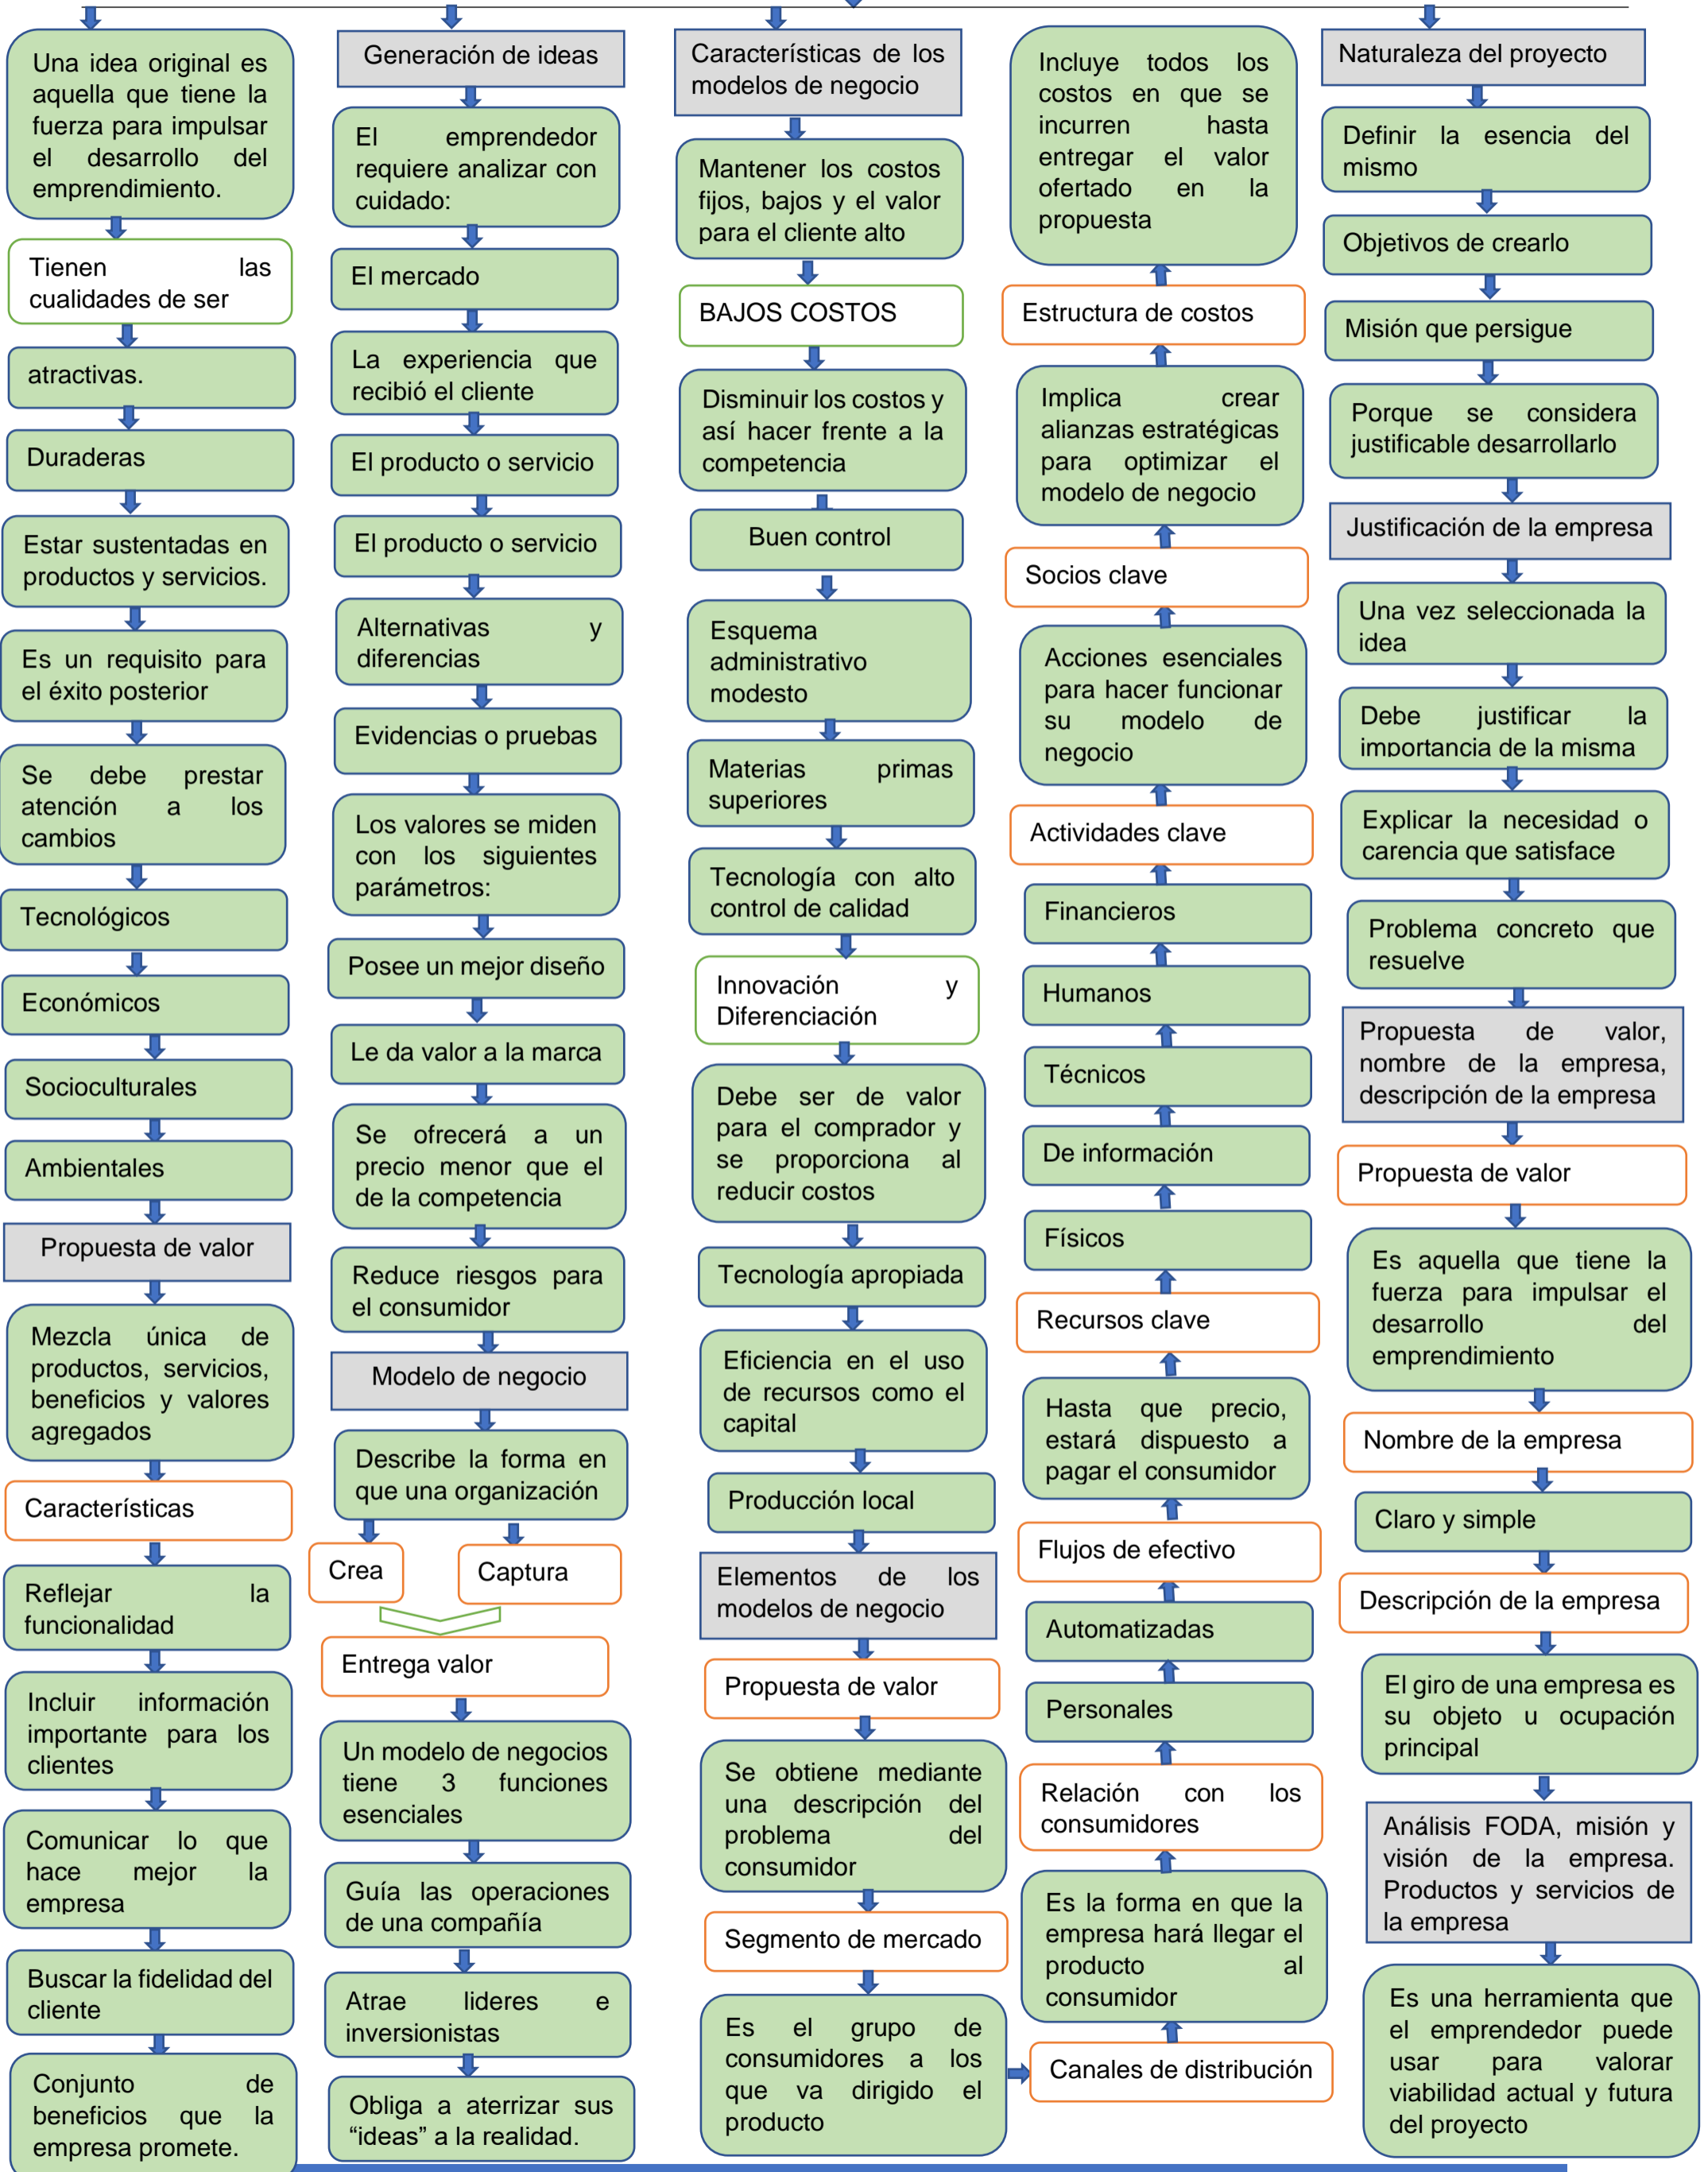 Una idea original es
aquella que tiene la
fuerza para impulsar
el desarrollo del
emprendimiento.
Tienen las
cualidades de ser
atractivas.
Duraderas
Estar sustentadas en
productos y servicios.
Es un requisito para
el éxito posterior
Se debe prestar
atención a los
cambios
Tecnológicos
Económicos
Socioculturales
Ambientales
Propuesta de valor
Mezcla única de
productos, servicios,
beneficios y valores
agregados
Características
Reflejar la
funcionalidad
Incluir información
importante para los
clientes
Comunicar lo que
hace mejor la
empresa
Buscar la fidelidad del
cliente
Conjunto de
beneficios que la
empresa promete.
Generación de ideas
El emprendedor
requiere analizar con
cuidado:
El mercado
La experiencia que
recibió el cliente
El producto o servicio
El producto o servicio
Alternativas y
diferencias
Evidencias o pruebas
Los valores se miden
con los siguientes
parámetros:
Posee un mejor diseño
Le da valor a la marca
Se ofrecerá a un
precio menor que el
de la competencia
Reduce riesgos para
el consumidor
Modelo de negocio
Describe la forma en
que una organización
Crea
Captura
Entrega valor
Un modelo de negocios
tiene 3 funciones
esenciales
Guía las operaciones
de una compañía
Atrae lideres e
inversionistas
Obliga a aterrizar sus
“ideas” a la realidad.
Características de los
modelos de negocio
Mantener los costos
fijos, bajos y el valor
para el cliente alto
BAJOS COSTOS
Disminuir los costos y
así hacer frente a la
competencia
Buen control
Esquema
administrativo
modesto
Materias primas
superiores
Tecnología con alto
control de calidad
Innovación y
Diferenciación
Debe ser de valor
para el comprador y
se proporciona al
reducir costos
Tecnología apropiada
Eficiencia en el uso
de recursos como el
capital
Producción local
Elementos de los
modelos de negocio
Propuesta de valor
Se obtiene mediante
una descripción del
problema del
consumidor
Segmento de mercado
Es el grupo de
consumidores a los
que va dirigido el
producto
Incluye todos los
costos en que se
incurren hasta
entregar el valor
ofertado en la
propuesta
Estructura de costos
Implica crear
alianzas estratégicas
para optimizar el
modelo de negocio
Socios clave
Acciones esenciales
para hacer funcionar
su modelo de
negocio
Actividades clave
Financieros
Humanos
Técnicos
De información
Físicos
Recursos clave
Hasta que precio,
estará dispuesto a
pagar el consumidor
Flujos de efectivo
Automatizadas
Personales
Relación con los
consumidores
Es la forma en que la
empresa hará llegar el
producto al
consumidor
Canales de distribución
Naturaleza del proyecto
Definir la esencia del
mismo
Objetivos de crearlo
Misión que persigue
Porque se considera
justificable desarrollarlo
Justificación de la empresa
Una vez seleccionada la
idea
Debe justificar la
importancia de la misma
Explicar la necesidad o
carencia que satisface
Problema concreto que
resuelve
Propuesta de valor,
nombre de la empresa,
descripción de la empresa
Propuesta de valor
Es aquella que tiene la
fuerza para impulsar el
desarrollo del
emprendimiento
Nombre de la empresa
Claro y simple
Descripción de la empresa
El giro de una empresa es
su objeto u ocupación
principal
Análisis FODA, misión y
visión de la empresa.
Productos y servicios de
la empresa
Es una herramienta que
el emprendedor puede
usar para valorar
viabilidad actual y futura
del proyecto